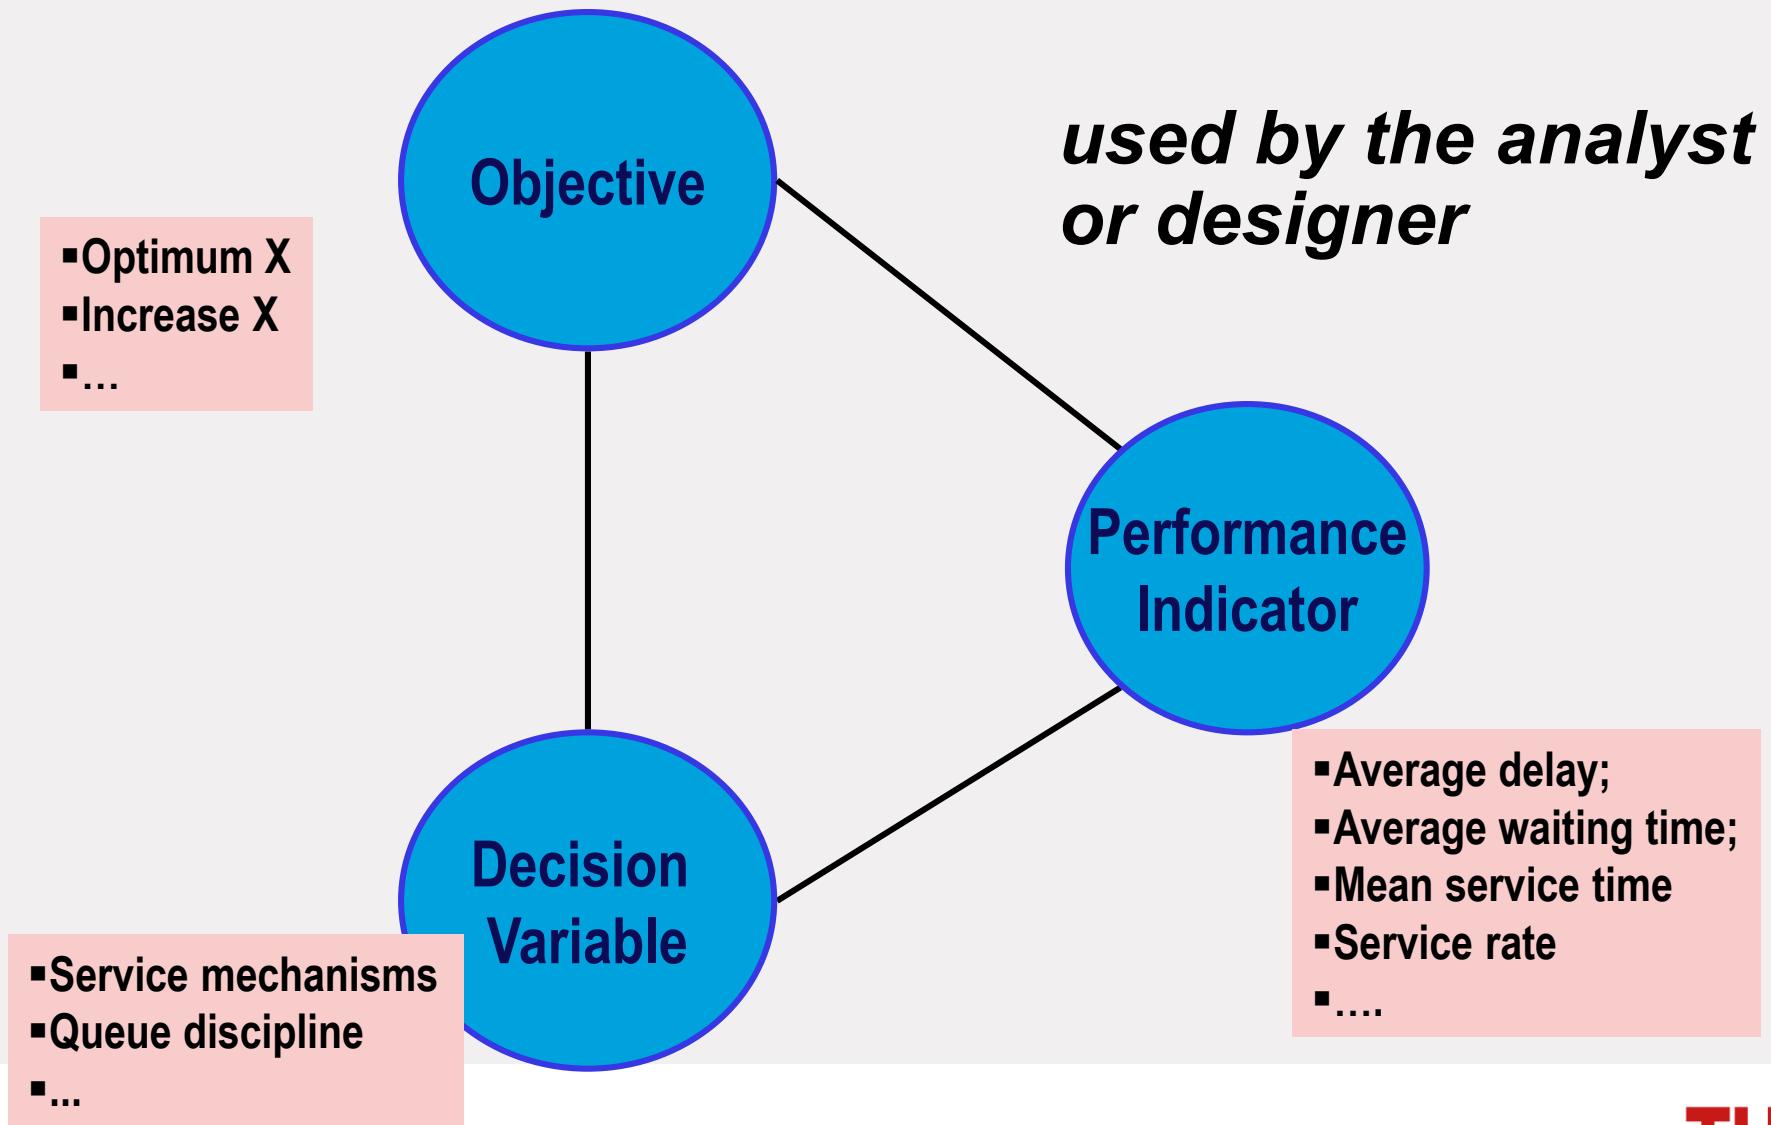 Objective
used by the analyst
or designer
▪Optimum X
▪Increase X
▪…
Performance
Indicator
▪Average delay;
▪Average waiting time;
▪Mean service time
▪Service rate
▪….
Decision
Variable
▪Service mechanisms
▪Queue discipline
▪...